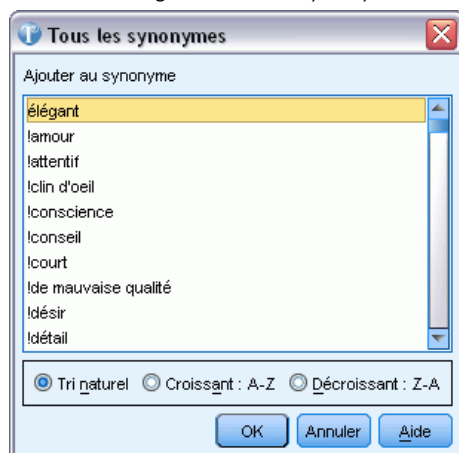 Tous les synonymes
Ajouter au synonyme
élégant
!amour
!attentif
!clin d'oeil
!conscience
!conseil
!court
!de mauvaise qualité
!désir
!détail
Tri naturel Croissant : A-Z Décroissant : Z-A
OK Annuler Aide